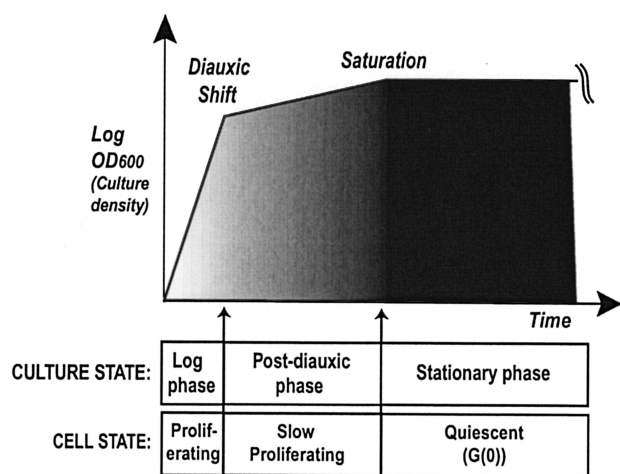 Diauxic
Shift
Saturation
Log
OD600
(Culture
density)
Time
CULTURE STATE:
Log
phase
Post-diauxic
phase
Stationary phase
CELL STATE:
Prolif-
erating
Slow
Proliferating
Quiescent
(G(0))